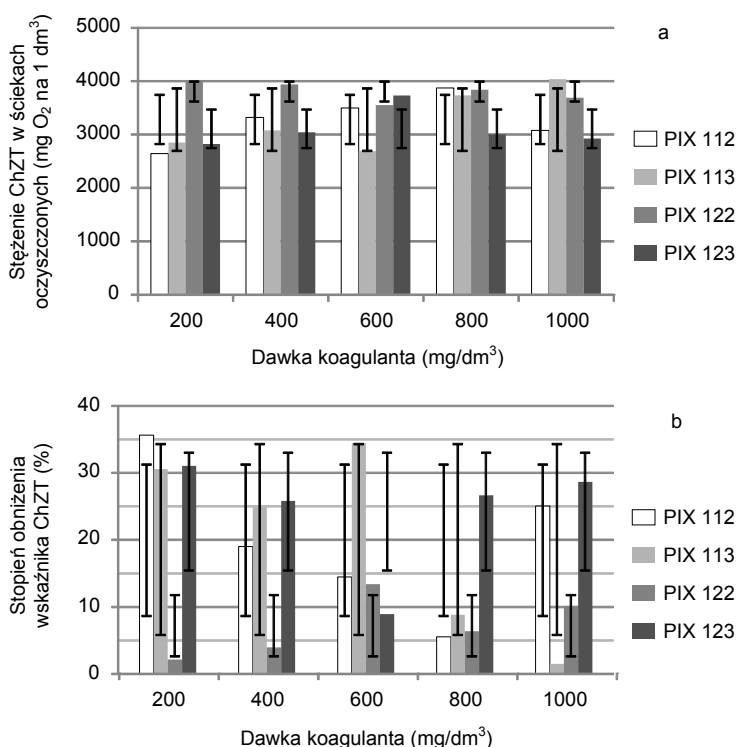 Stężenie ChZT w ściekach
oczyszczonych (mg O₂ na 1 dm³)
5000
4000
3000
2000
1000
0
200 400 600 800 1000
Dawka koagulanta (mg/dm³)
a
PIX 112
PIX 113
PIX 122
PIX 123
Stopień obniżenia
wskaźnika ChZT (%)
40
30
20
10
0
200 400 600 800 1000
Dawka koagulanta (mg/dm³)
b
PIX 112
PIX 113
PIX 122
PIX 123